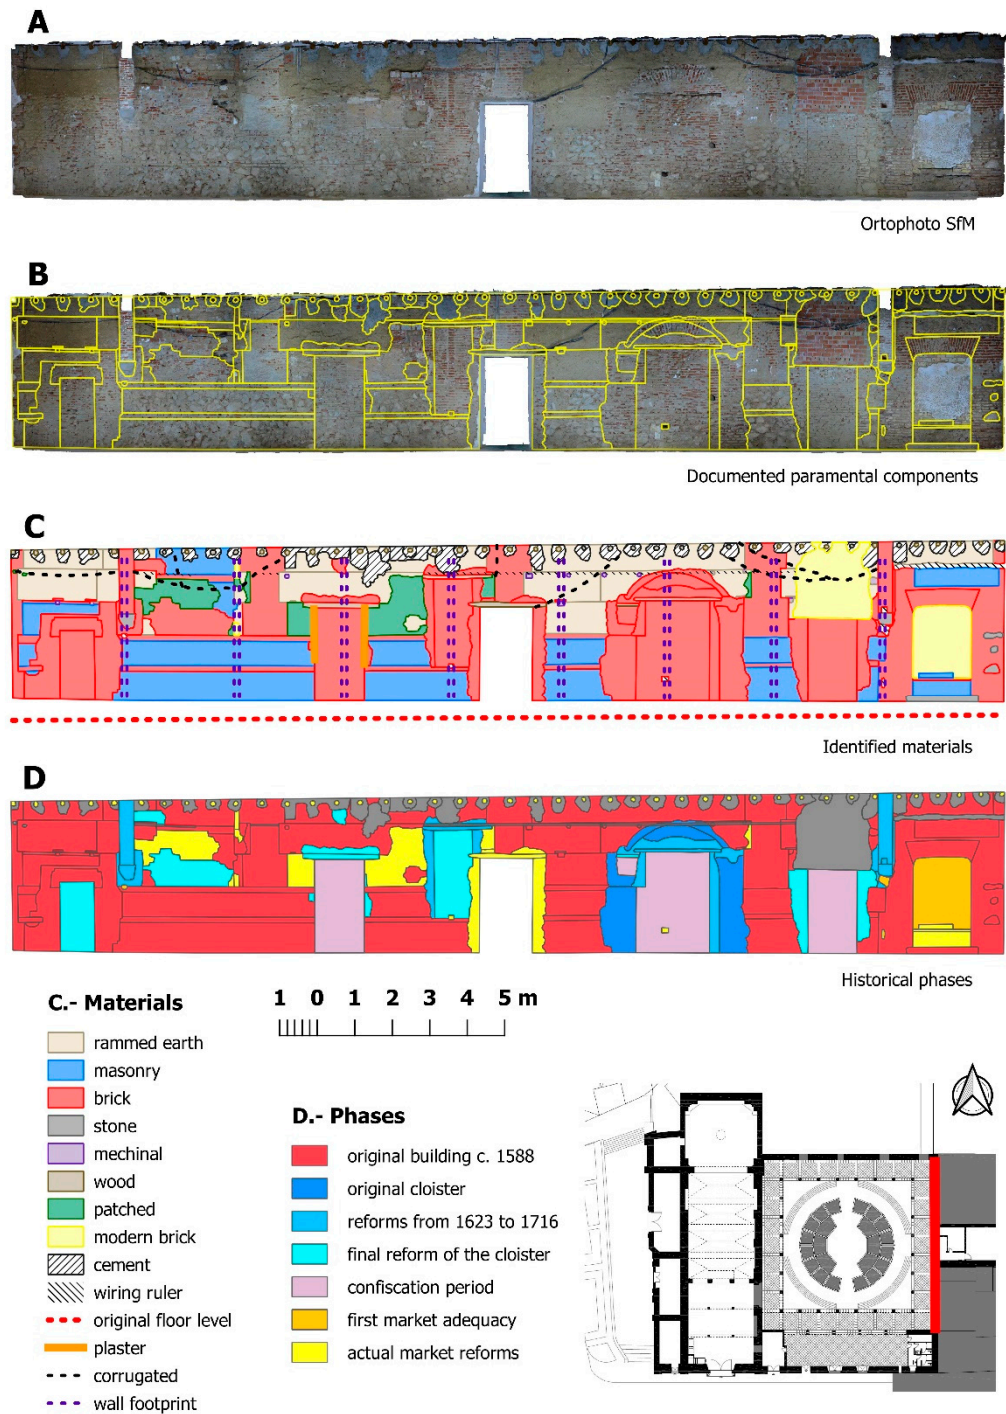 A
Ortophoto SfM
B
Documented paramental components
C
Identified materials
D
Historical phases
C.- Materials
rammed earth
masonry
brick
stone
mechinal
wood
patched
modern brick
cement
wiring ruler
original floor level
plaster
corrugated
wall footprint
1 0 1 2 3 4 5 m
D.- Phases
original building c. 1588
original cloister
reforms from 1623 to 1716
final reform of the cloister
confiscation period
first market adequacy
actual market reforms